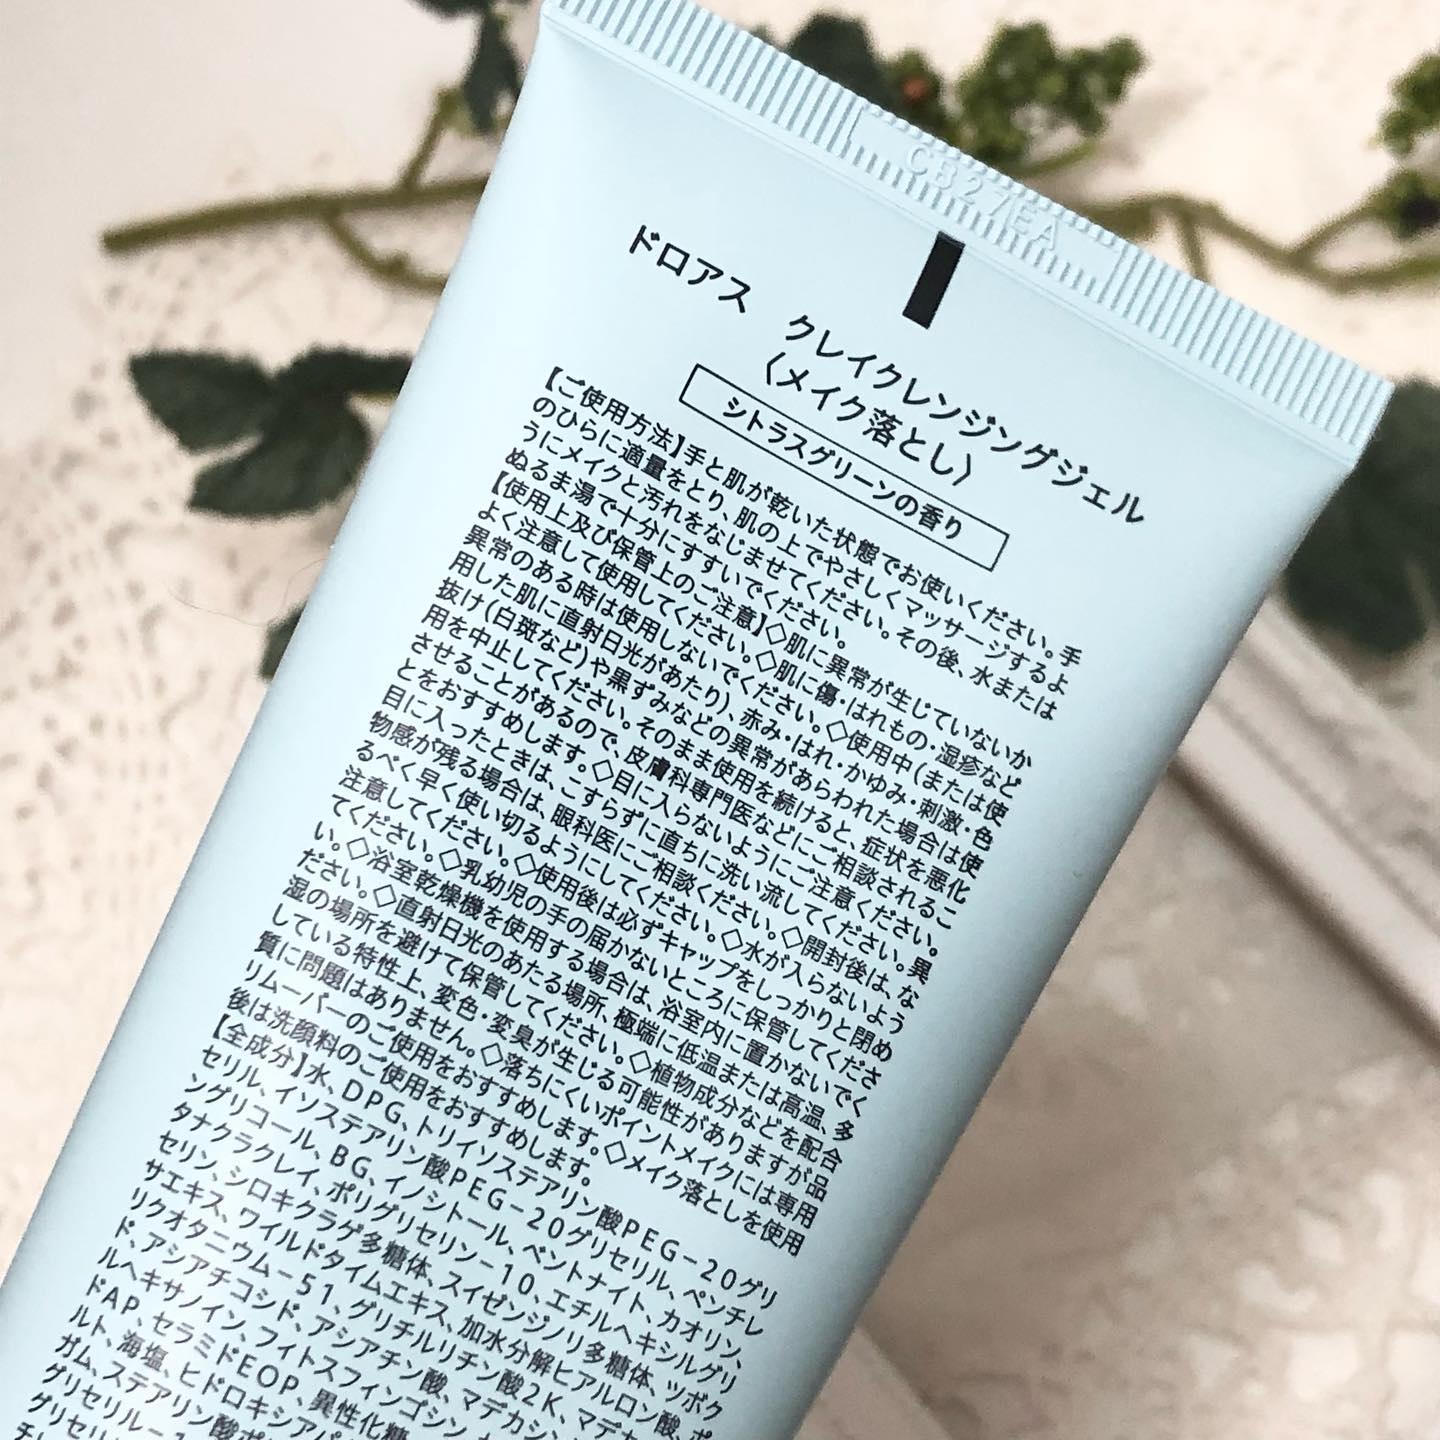 CB27EA
ドロアス クレイクレンジングジェル
〈メイク落とし〉
シトラスグリーンの香り
【ご使用方法】手と肌が乾いた状態でお使いください。手
のひらに適量をとり、肌の上でやさしくマッサージするよ
うにメイクと汚れをなじませてください。その後、水または
ぬるま湯で十分にすすいでください。
【使用上及び保管上のご注意】◇肌に異常が生じていないか
よく注意して使用してください。◇肌に傷・はれもの・湿疹など
異常のある時は使用しないでください。◇使用中(または使
用した肌に直射日光があたり)、赤み・はれ・かゆみ・刺激・色
抜け(白斑など)や黒ずみなどの異常があらわれた場合は使
用を中止してください。そのまま使用を続けると、症状を悪化
させることがあるので、皮膚科専門医などにご相談されるこ
とをおすすめします。◇目に入らないようにご注意ください。
目に入ったときは、こすらずに直ちに洗い流してください。異
物感が残る場合は、眼科医にご相談ください。◇開封後は、な
るべく早く使い切るようにしてください。◇水が入らないよう
注意してください。◇使用後は必ずキャップをしっかりと閉め
てください。◇乳幼児の手の届かないところに保管してくださ
い。◇浴室乾燥機を使用する場合は、浴室内に置かないでく
ださい。◇直射日光のあたる場所、極端に低温または高温、多
湿の場所を避けて保管してください。◇植物成分などを配合
している特性上、変色・変臭が生じる可能性がありますが品
質に問題はありません。◇落ちにくいポイントメイクには専用
リムーバーのご使用をおすすめします。◇メイク落としを使用
後は洗顔料のご使用をおすすめします。
【全成分】水、DPG、トリイソステアリン酸PEG-20グリ
セリル、イソステアリン酸PEG-20グリセリル、ペンチレ
ングリコール、BG、イノシトール、ベントナイト、カオリン、
タナクラクレイ、ポリグリセリン-10、エチルヘキシルグリ
セリン、シロキクラゲ多糖体、スイゼンジノリ多糖体、ツボク
サエキス、ワイルドタイムエキス、加水分解ヒアルロン酸、ポ
リクオタニウム-51、グリチルリチン酸2K、マデ
ド、アシアチコシド、アシアチン酸、マデカシ
ルヘキサノイン、フィトスフィンゴシン
ドAP、セラミドEOP、異性化糖
ルト、海塩、ヒドロキシアパ
ガム、ステアリン酸
グリセリル-